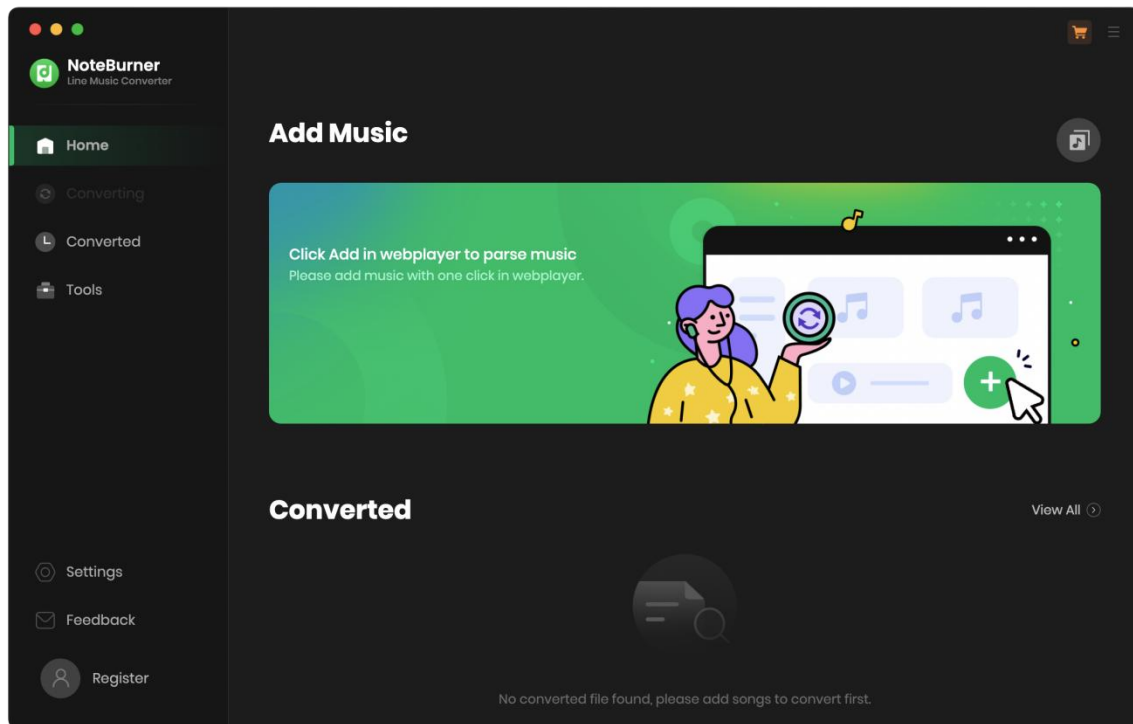 NoteBurner
Line Music Converter
Home
Converting
Converted
Tools
Settings
Feedback
Register
Add Music
Click Add in webplayer to parse music
Please add music with one click in webplayer.
Converted
View All
No converted file found, please add songs to convert first.